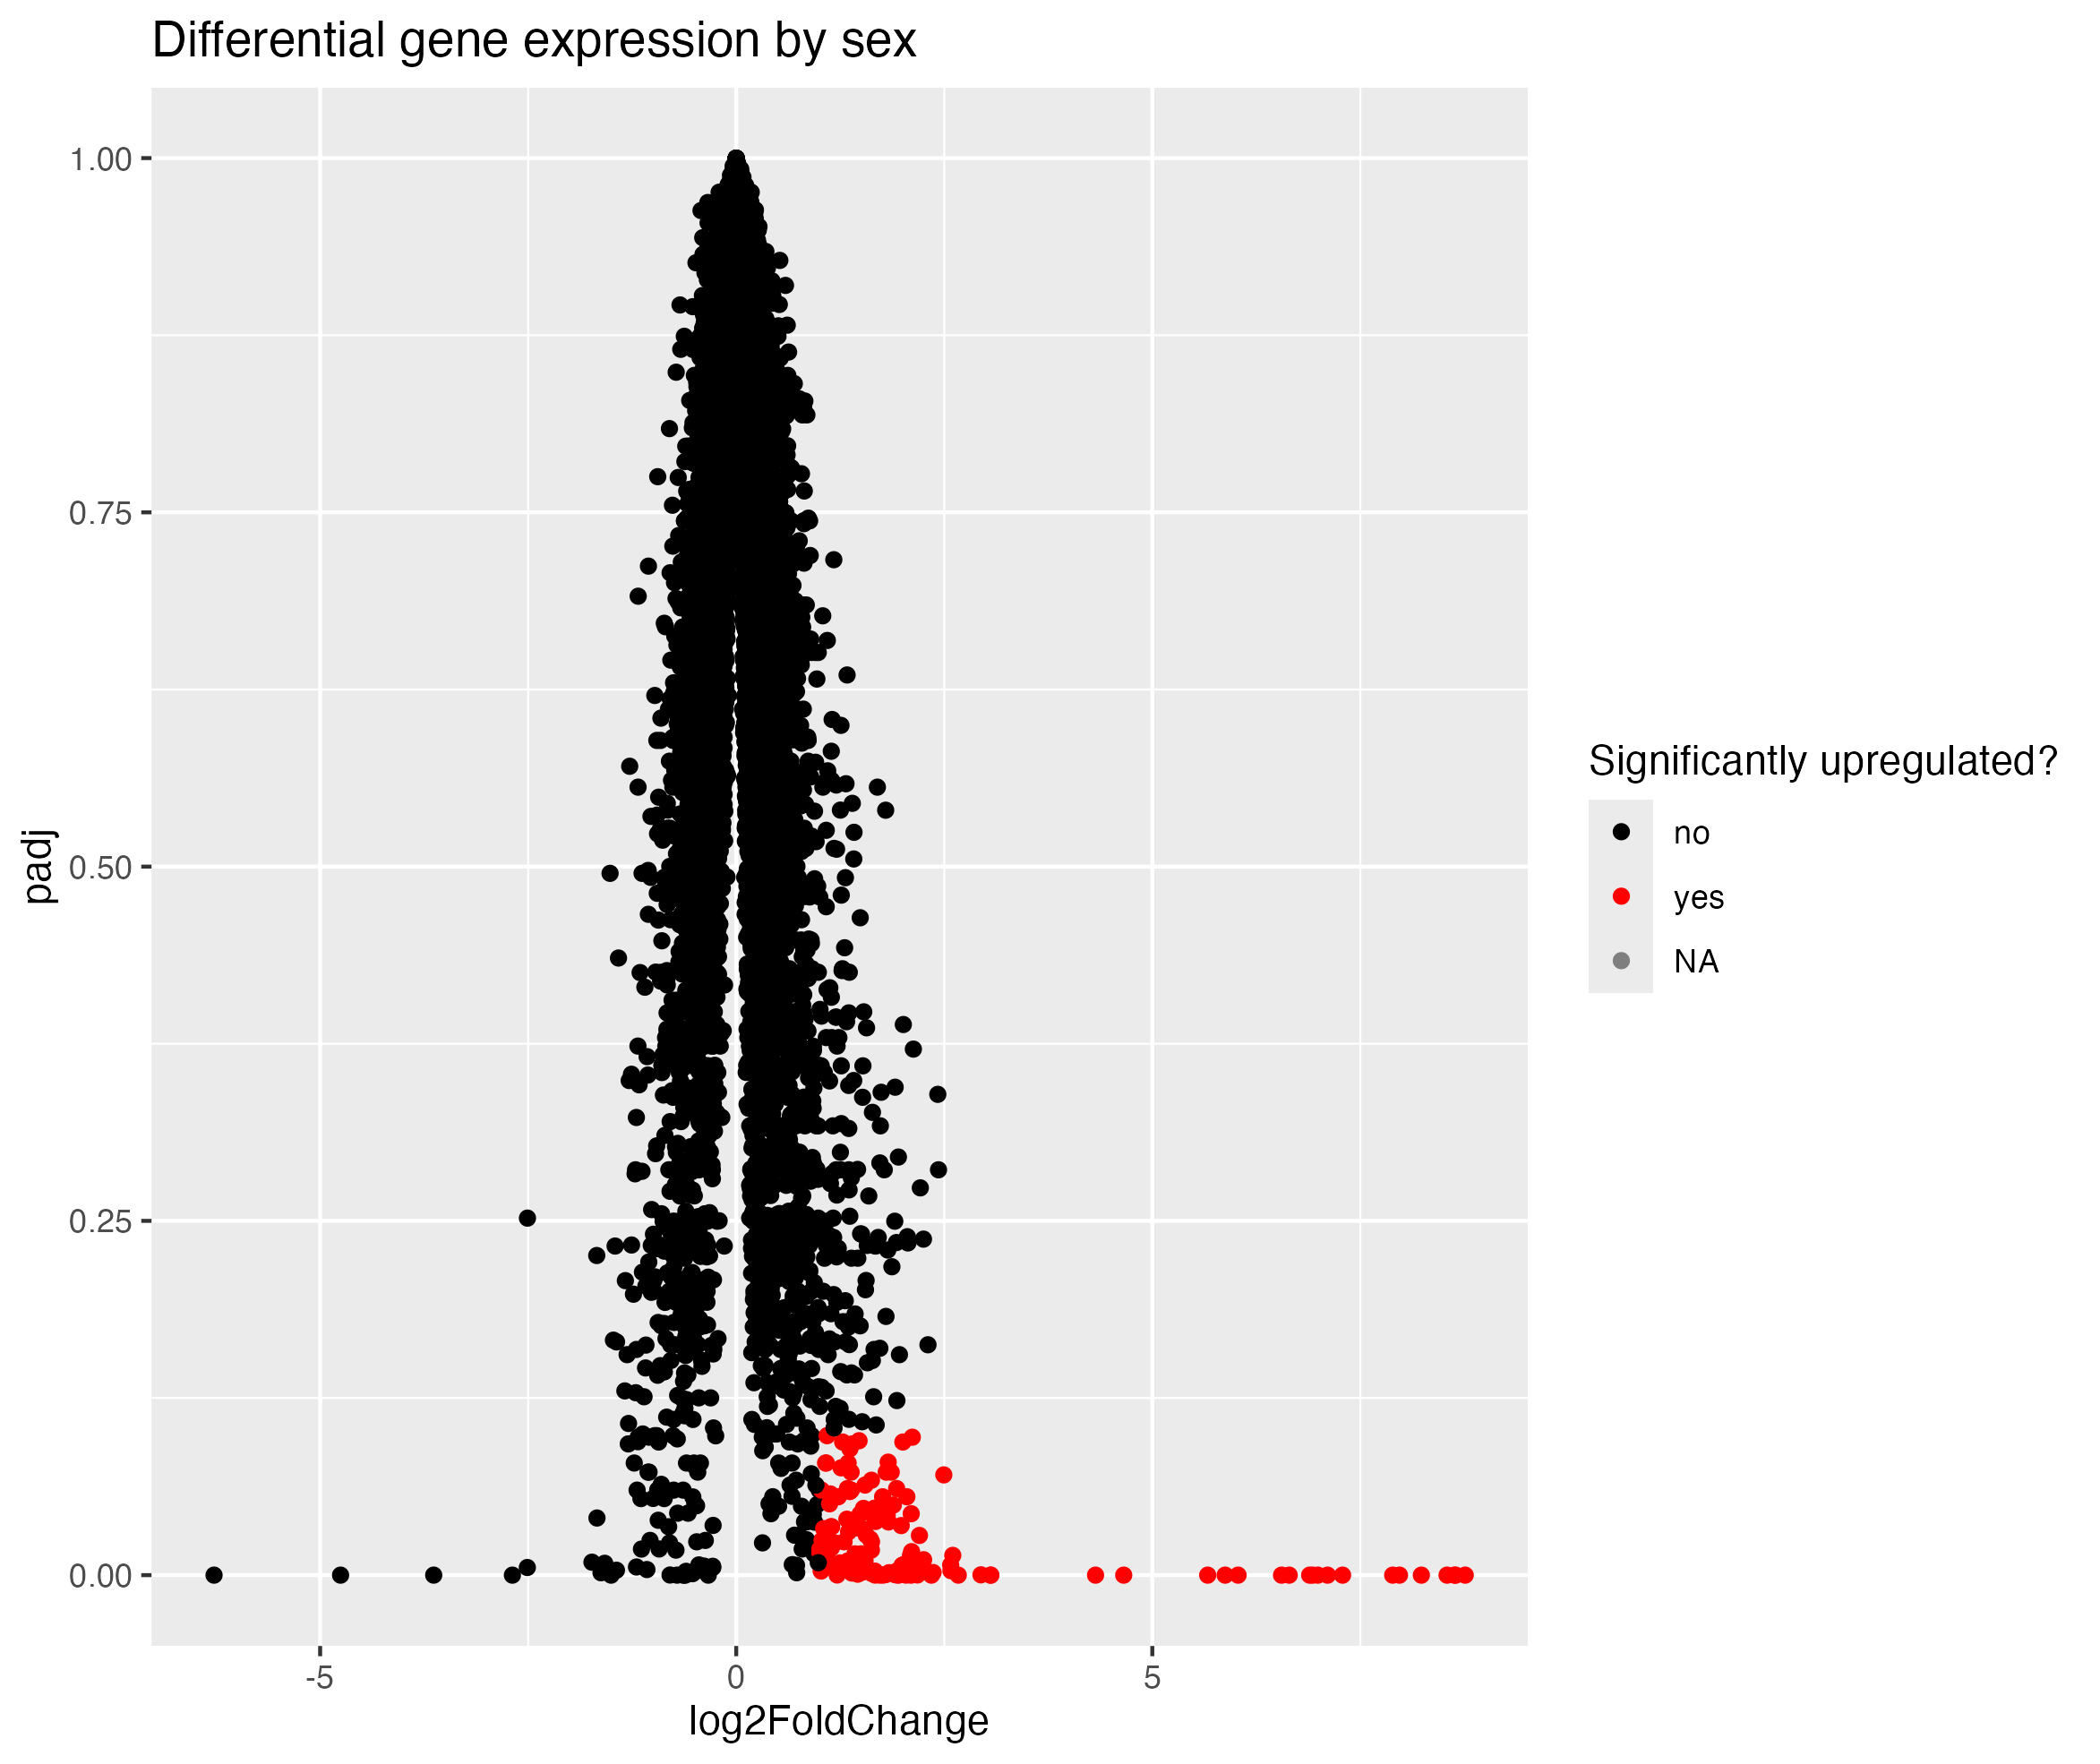 Differential gene expression by sex
1.00
0.75
0.50
0.25
0.00
padj
-5
0
5
log2FoldChange
Significantly upregulated?
no
yes
NA